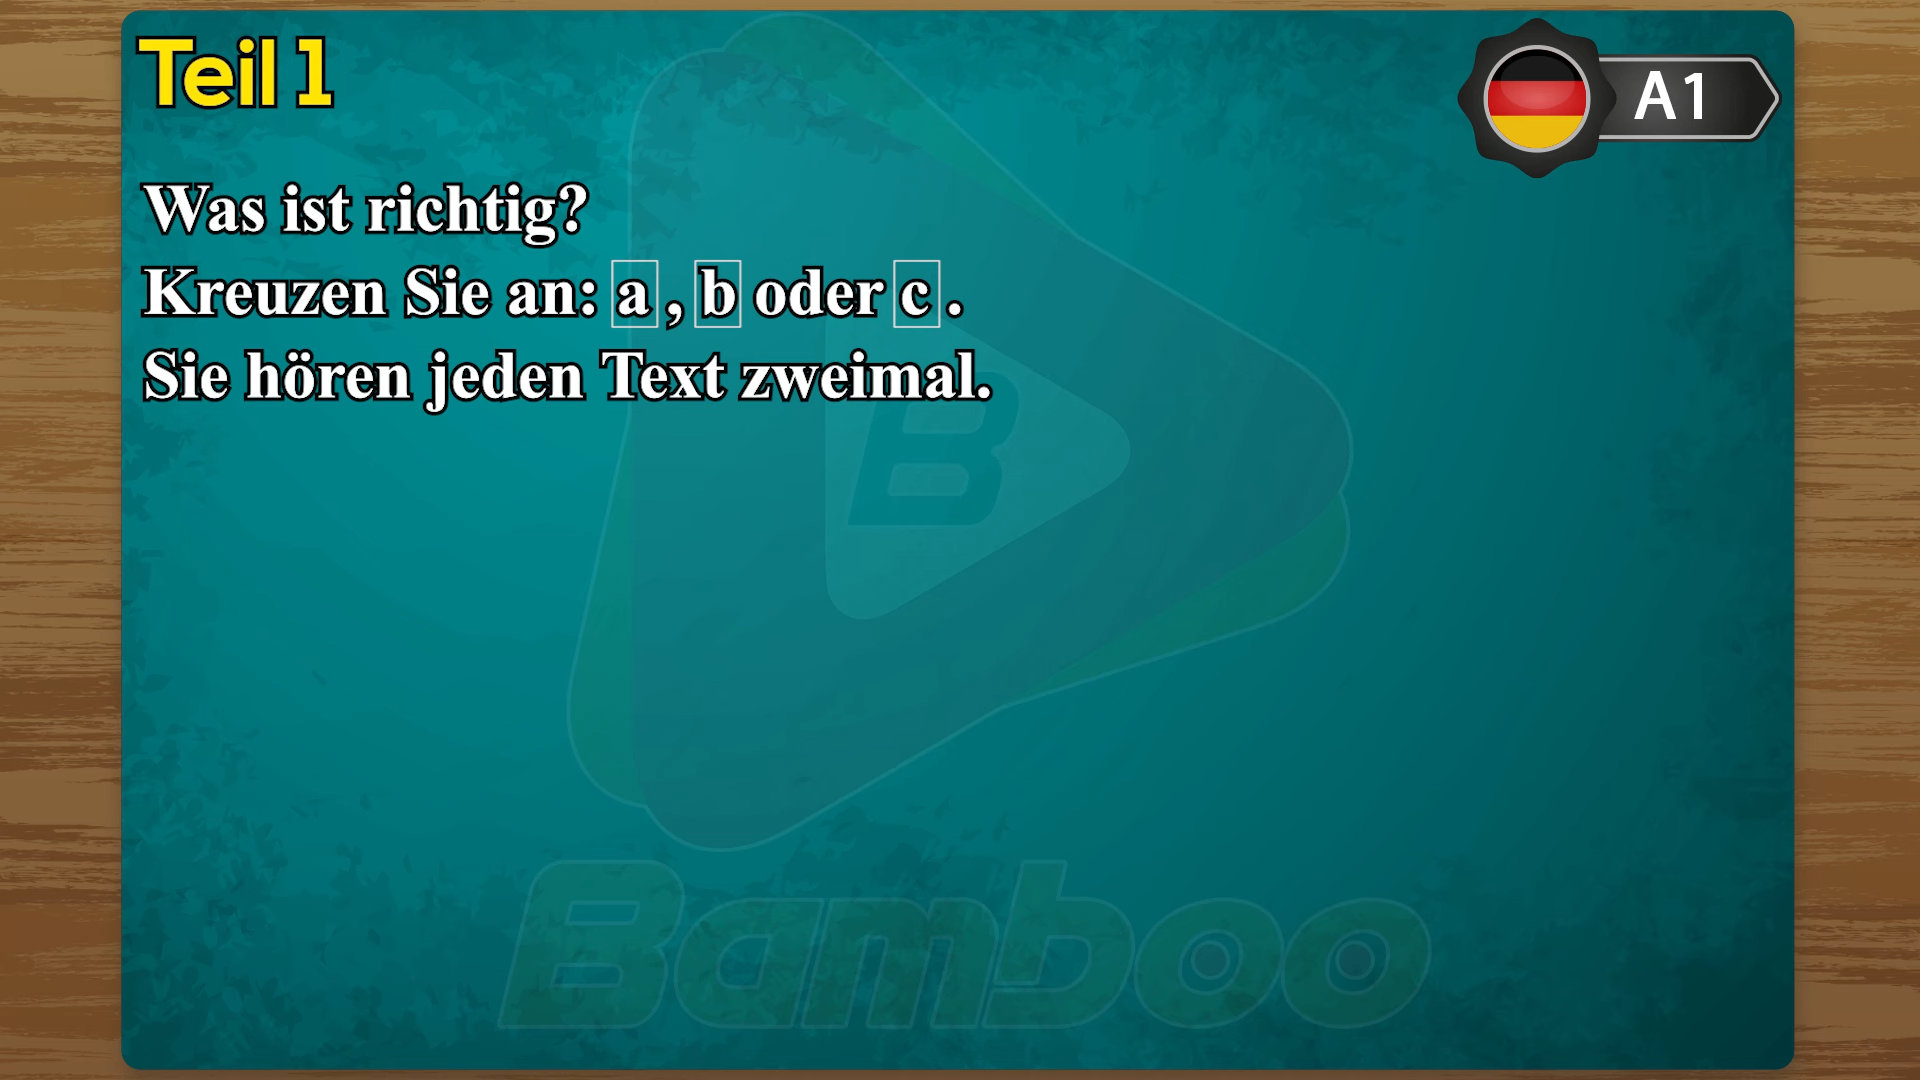 Teil 1
A1
Was ist richtig?
Kreuzen Sie an: a , b oder c .
Sie hören jeden Text zweimal.
B
Bamboo